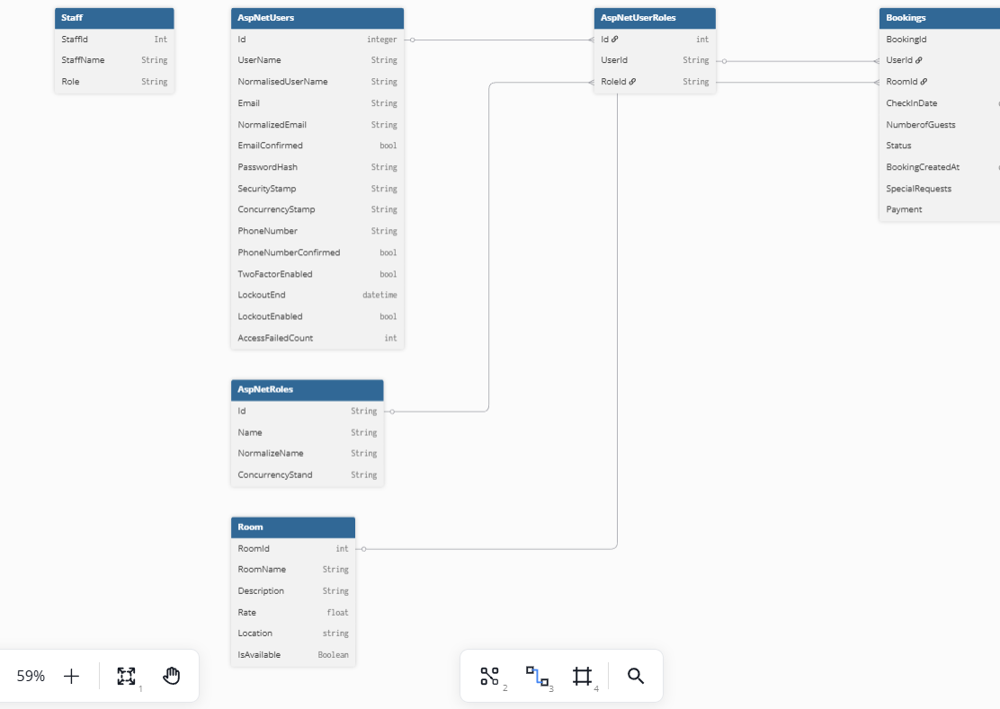 Staff
StaffId Int
StaffName String
Role String
AspNetUsers
Id integer
UserName String
NormalisedUserName String
Email String
NormalizedEmail String
EmailConfirmed bool
PasswordHash String
SecurityStamp String
ConcurrencyStamp String
PhoneNumber String
PhoneNumberConfirmed bool
TwoFactorEnabled bool
LockoutEnd datetime
LockoutEnabled bool
AccessFailedCount int
AspNetRoles
Id String
Name String
NormalizeName String
ConcurrencyStand String
Room
RoomId int
RoomName String
Description String
Rate float
Location string
IsAvailable Boolean
AspNetUserRoles
Id int
UserId String
RoleId String
Bookings
BookingId
UserId
RoomId
CheckInDate
NumberofGuests
Status
BookingCreatedAt
SpecialRequests
Payment
59% 1
2 3 4